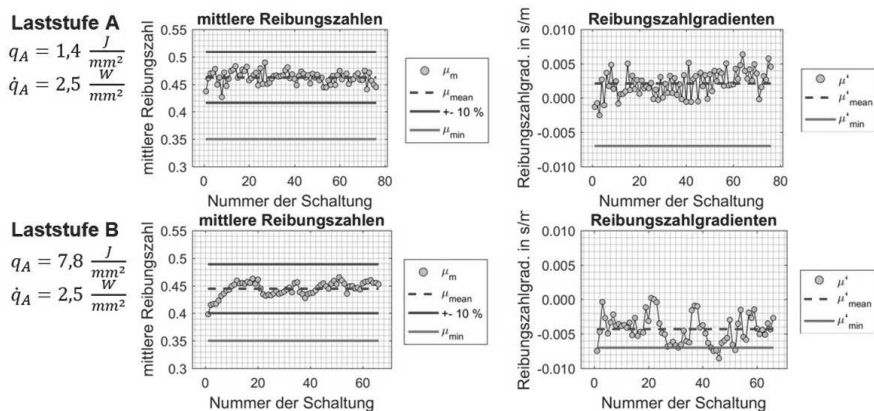 Laststufe A
q_A = 1,4 J/mm²
q̇_A = 2,5 W/mm²
mittlere Reibungszahlen
mittlere Reibungszahl
0.55
0.5
0.45
0.4
0.35
0.3
0 20 40 60 80
Nummer der Schaltung
μ_m
μ_mean
+- 10 %
μ_min
Reibungszahlgradienten
Reibungszahlgrad. in s/m
0.010
0.005
0.000
-0.005
-0.010
0 20 40 60 80
Nummer der Schaltung
μ‘
μ‘_mean
μ‘_min
Laststufe B
q_A = 7,8 J/mm²
q̇_A = 2,5 W/mm²
mittlere Reibungszahlen
mittlere Reibungszahl
0.55
0.5
0.45
0.4
0.35
0.3
0 20 40 60
Nummer der Schaltung
μ_m
μ_mean
+- 10 %
μ_min
Reibungszahlgradienten
Reibungszahlgrad. in s/m
0.010
0.005
0.000
-0.005
-0.010
0 20 40 60
Nummer der Schaltung
μ‘
μ‘_mean
μ‘_min